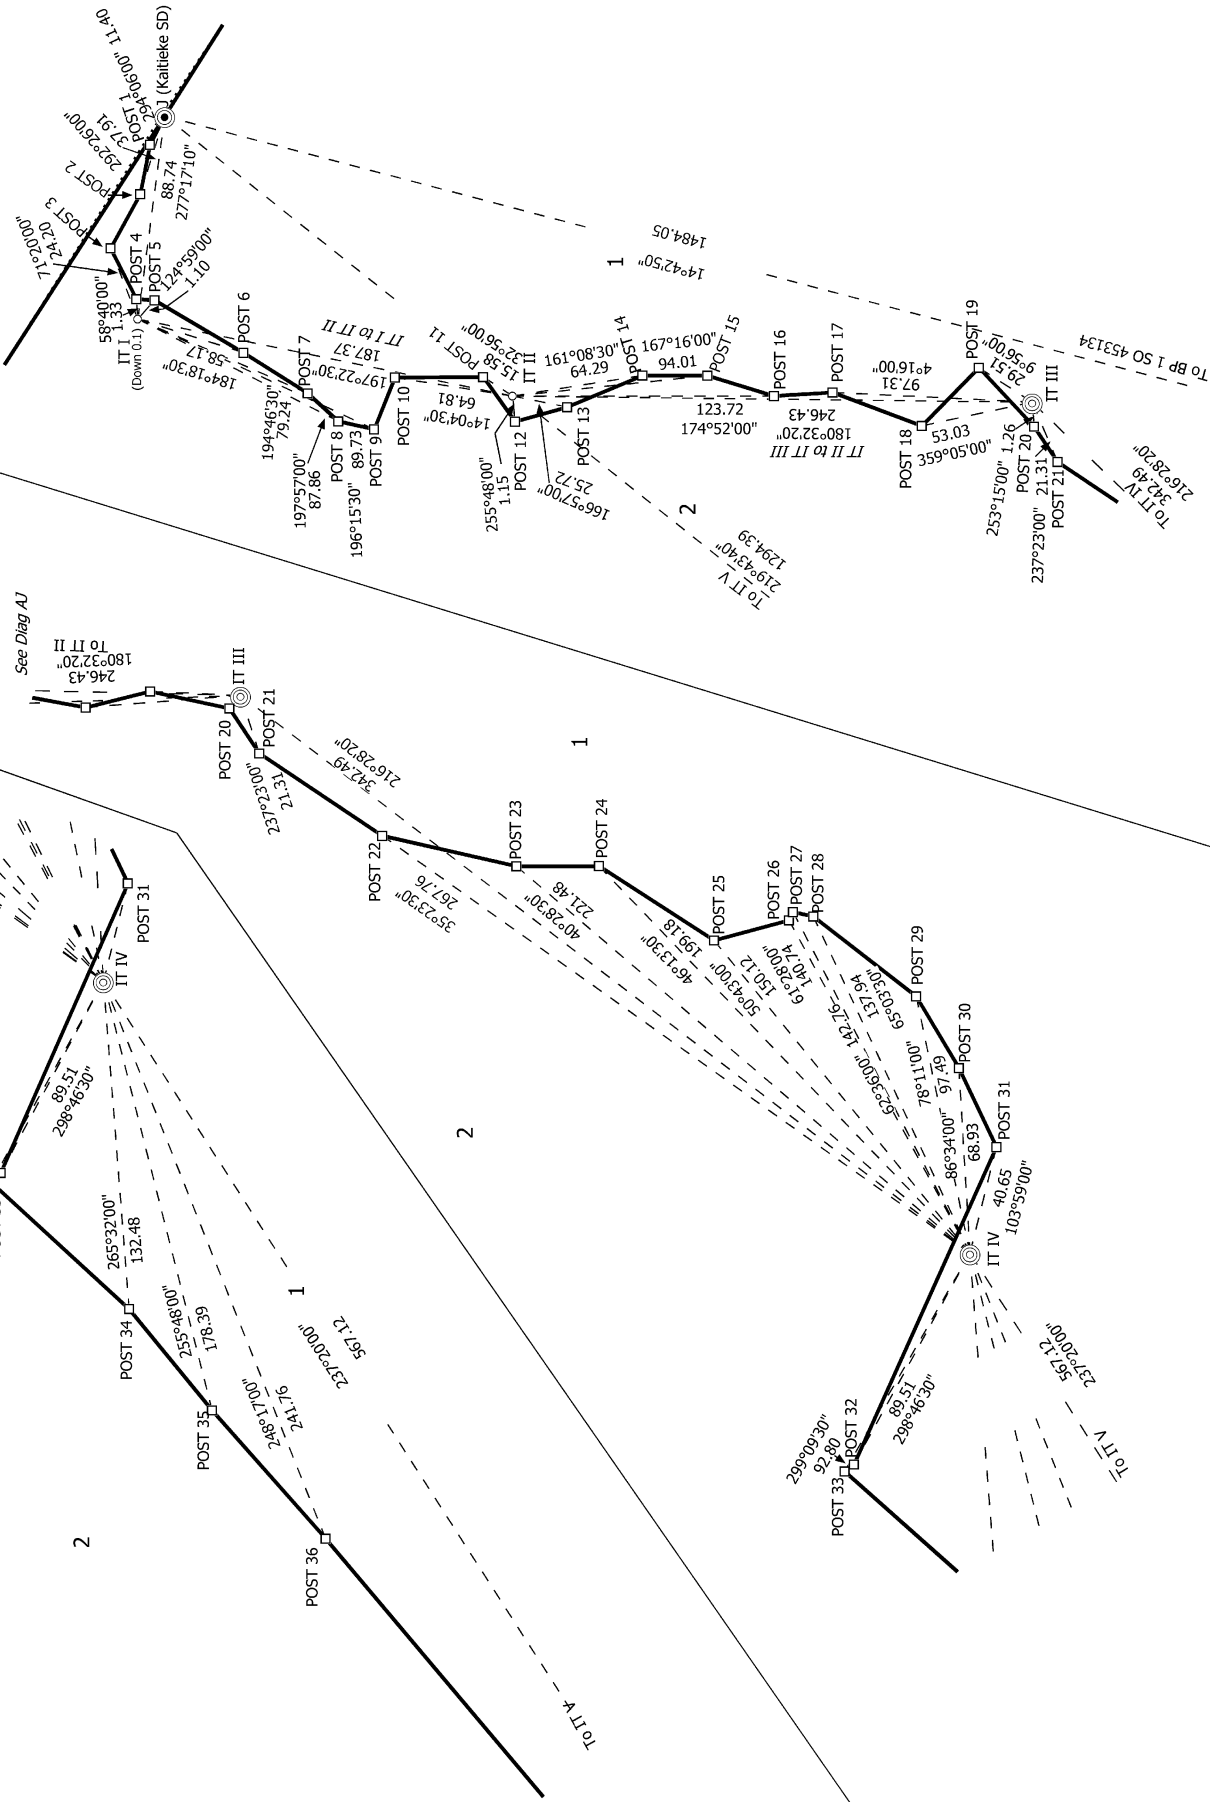 294°06'00" 11.40
J (Kaitieke SD)
POST 1
37.91
292°26'00"
POST 2
POST 3
71°20'00"
24.20
88.74
277°17'10"
POST 4
POST 5
124°59'00"
1.10
58°40'00"
1.33
IT I
(Down 0.1)
POST 6
184°18'30"
58.17
IT I to IT II
187.37
197°22'30"
POST 7
194°46'30"
79.24
POST 8
197°57'00"
87.86
POST 9
89.73
196°15'30"
POST 10
POST 11
15.58
32°56'00"
64.81
14°04'30"
IT II
POST 12
255°48'00"
1.15
POST 13
166°57'00"
25.72
161°08'30"
64.29
POST 14
167°16'00"
94.01
POST 15
123.72
174°52'00"
POST 16
IT II to IT III
180°32'20"
246.43
POST 17
4°16'00"
97.31
POST 18
53.03
359°05'00"
POST 19
29.51
9°56'00"
IT III
POST 20
253°15'00"
1.26
POST 21
237°23'00"
21.31
To IT IV
342.49
216°28'20"
1484.05
14°42'50"
To BP 1 SO 453134
1
2
To IT V
219°43'40"
1294.39
See Diag AJ
To IT II
180°32'20"
246.43
IT III
POST 20
POST 21
237°23'00"
21.31
216°28'20"
342.49
POST 22
35°23'30"
267.76
POST 23
40°28'30"
221.48
POST 24
46°13'30"
199.18
POST 25
50°43'00"
150.12
POST 26
61°28'00"
140.74
POST 27
62°36'00" 142.76
POST 28
65°03'30"
137.94
POST 29
78°11'00"
97.49
POST 30
86°34'00"
68.93
POST 31
40.65
103°59'00"
IT IV
89.51
298°46'30"
POST 32
299°09'30"
92.80
POST 33
567.12
237°20'00"
To IT V
1
2
POST 31
IT IV
89.51
298°46'30"
265°32'00"
132.48
POST 34
255°48'00"
178.39
POST 35
248°17'00"
241.76
POST 36
237°20'00"
567.12
To IT V
1
2